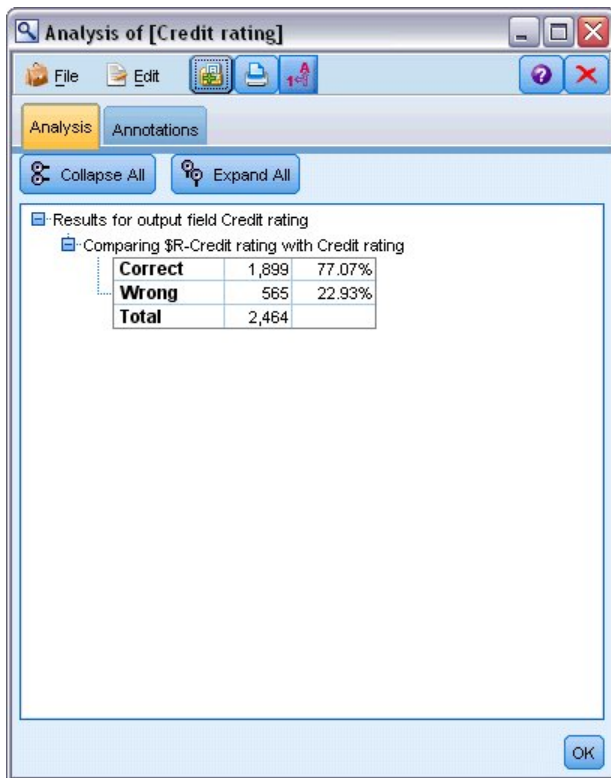 Analysis of [Credit rating]
File Edit
Analysis Annotations
Collapse All Expand All
Results for output field Credit rating
Comparing $R-Credit rating with Credit rating
Correct 1,899 77.07%
Wrong 565 22.93%
Total 2,464
OK